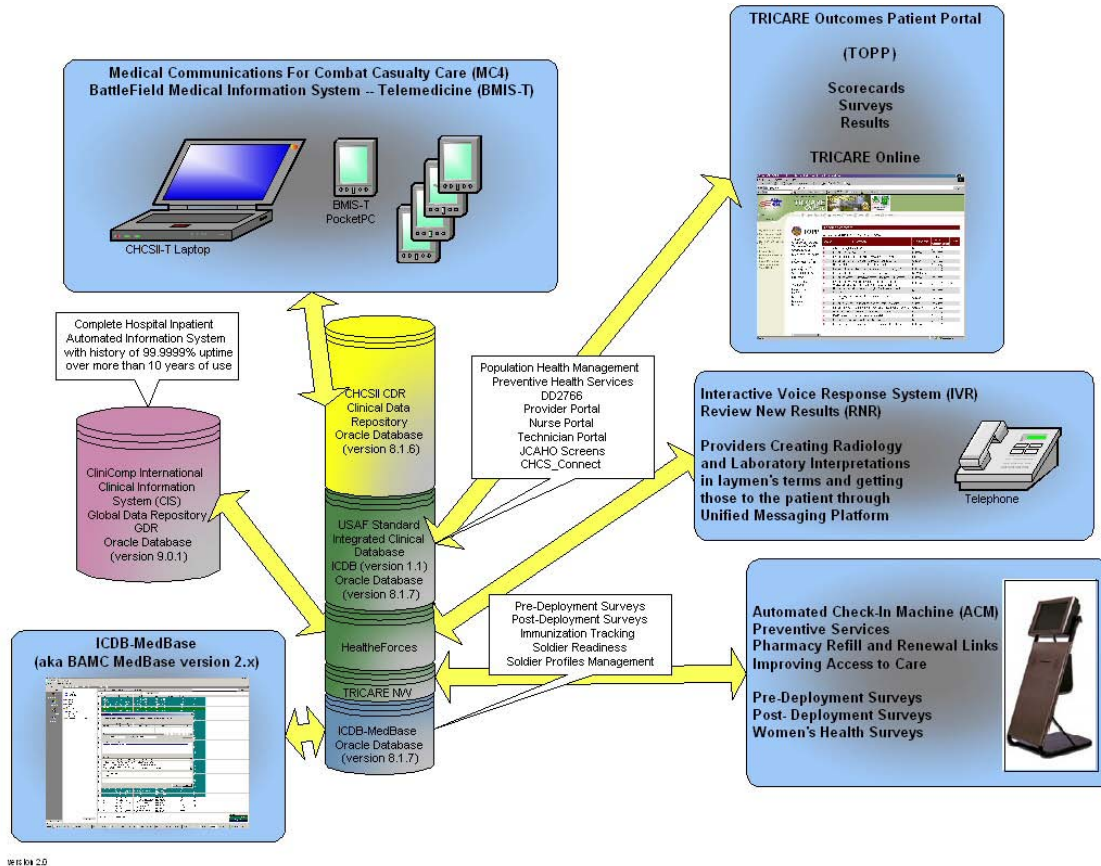 TRICARE Outcomes Patient Portal
(TOPP)
Scorecards
Surveys
Results
TRICARE Online
TOPP
Medical Communications For Combat Casualty Care (MC4)
BattleField Medical Information System -- Telemedicine (BMIS-T)
CHCSII-T Laptop
BMIS-T
PocketPC
Complete Hospital Inpatient
Automated Information System
with history of 99.9999% uptime
over more than 10 years of use
CHCSII CDR
Clinical Data
Repository
Oracle Database
(version 8.1.6)
Population Health Management
Preventive Health Services
DD2766
Provider Portal
Nurse Portal
Technician Portal
JCAHO Screens
CHCS_Connect
Interactive Voice Response System (IVR)
Review New Results (RNR)
Providers Creating Radiology
and Laboratory Interpretations
in laymen's terms and getting
those to the patient through
Unified Messaging Platform
Telephone
CliniComp International
Clinical Information
System (CIS)
Global Data Repository
GDR
Oracle Database
(version 9.0.1)
USAF Standard
Integrated Clinical
Database
ICDB (version 1.1)
Oracle Database
(version 8.1.7)
HealtheForces
TRICARE NW
ICDB-MedBase
Oracle Database
(8.1.7)
Pre-Deployment Surveys
Post-Deployment Surveys
Immunization Tracking
Soldier Readiness
Soldier Profiles Management
Automated Check-In Machine (ACM)
Preventive Services
Pharmacy Refill and Renewal Links
Improving Access to Care
Pre-Deployment Surveys
Post- Deployment Surveys
Women's Health Surveys
ICDB-MedBase
(aka BAMC MedBase version 2.x)